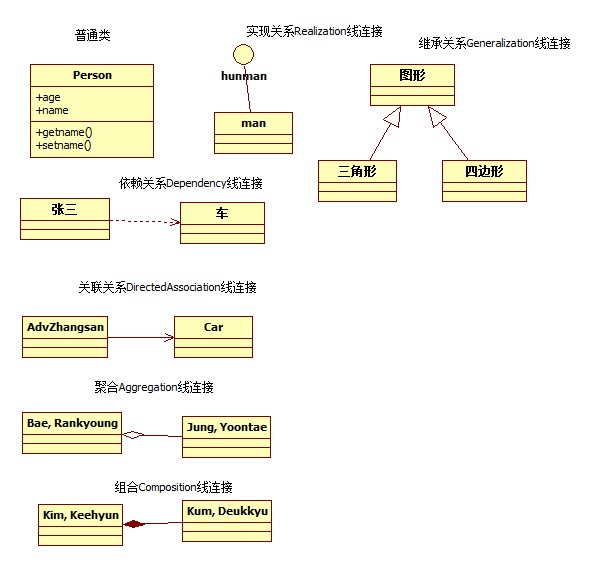 普通类
Person
+age
+name
+getname()
+setname()
实现关系Realization线连接
hunman
man
继承关系Generalization线连接
图形
三角形
四边形
依赖关系Dependency线连接
张三
车
关联关系DirectedAssociation线连接
AdvZhangsan
Car
聚合Aggregation线连接
Bae, Rankyoung
Jung, Yoontae
组合Composition线连接
Kim, Keehyun
Kum, Deukkyu